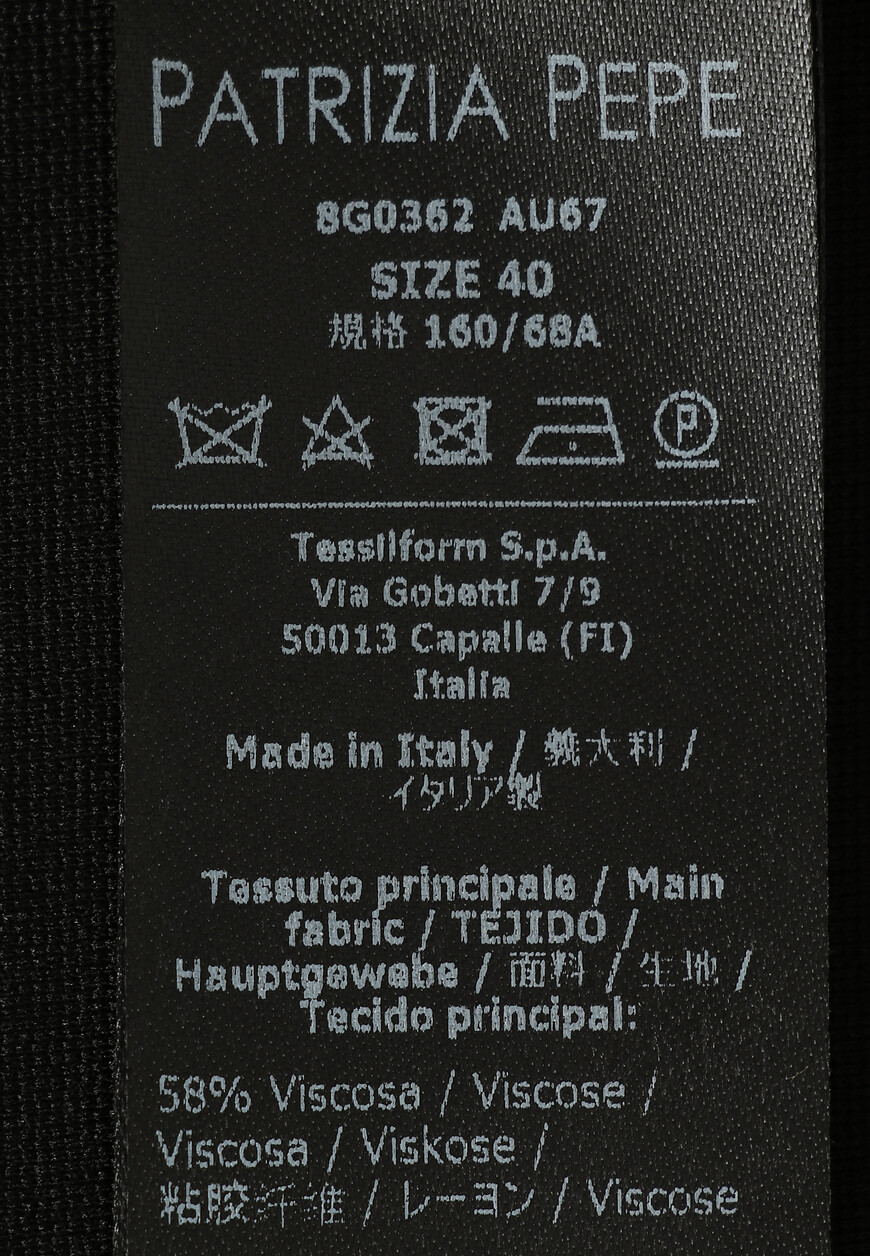 PATRIZIA PEPE
8G0362 AU67
SIZE 40
規格 160/68A
P
Tessilform S.p.A.
Via Gobetti 7/9
50013 Capalle (FI)
Italia
Made in Italy / 義大利 /
イタリア製
Tessuto principale / Main
fabric / TEJIDO /
Hauptgewebe / 面料 / 生地 /
Tecido principal:
58% Viscosa / Viscose /
Viscosa / Viskose /
粘胶纤维 / レーヨン / Viscose